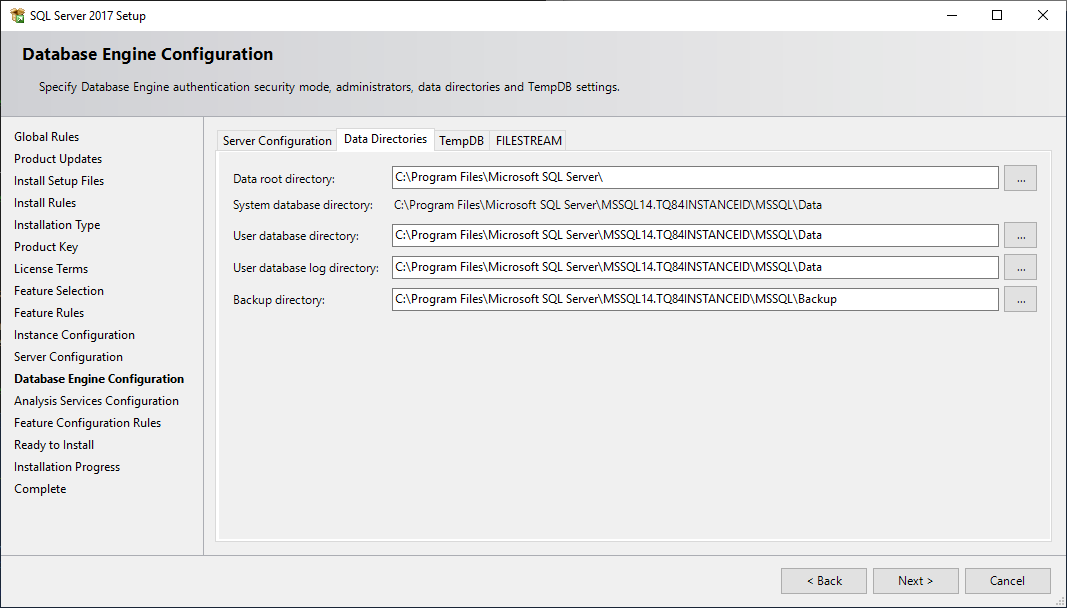 SQL Server 2017 Setup
Database Engine Configuration
Specify Database Engine authentication security mode, administrators, data directories and TempDB settings.
Global Rules
Product Updates
Install Setup Files
Install Rules
Installation Type
Product Key
License Terms
Feature Selection
Feature Rules
Instance Configuration
Server Configuration
Database Engine Configuration
Analysis Services Configuration
Feature Configuration Rules
Ready to Install
Installation Progress
Complete
Server Configuration Data Directories TempDB FILESTREAM
Data root directory: C:\Program Files\Microsoft SQL Server\ ...
System database directory: C:\Program Files\Microsoft SQL Server\MSSQL14.TQ84INSTANCEID\MSSQL\Data
User database directory: C:\Program Files\Microsoft SQL Server\MSSQL14.TQ84INSTANCEID\MSSQL\Data ...
User database log directory: C:\Program Files\Microsoft SQL Server\MSSQL14.TQ84INSTANCEID\MSSQL\Data ...
Backup directory: C:\Program Files\Microsoft SQL Server\MSSQL14.TQ84INSTANCEID\MSSQL\Backup ...
< Back Next > Cancel